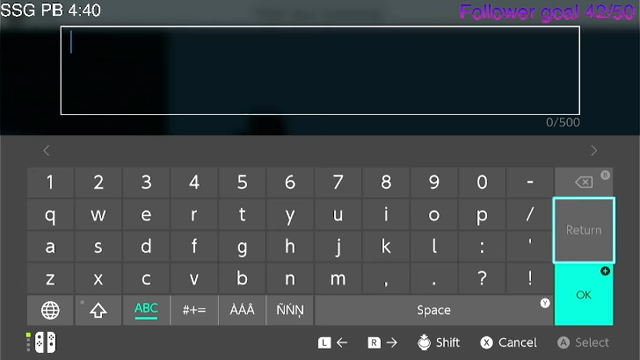 SSG PB 4:40
Follower goal 42/50
0/500
1 2 3 4 5 6 7 8 9 0 -
q w e r t y u i o p / Return
a s d f g h j k l : '
z x c v b n m , . ? ! OK
ABC #+= ÀÁÂ ÑŃŅ Space
L R Shift X Cancel A Select